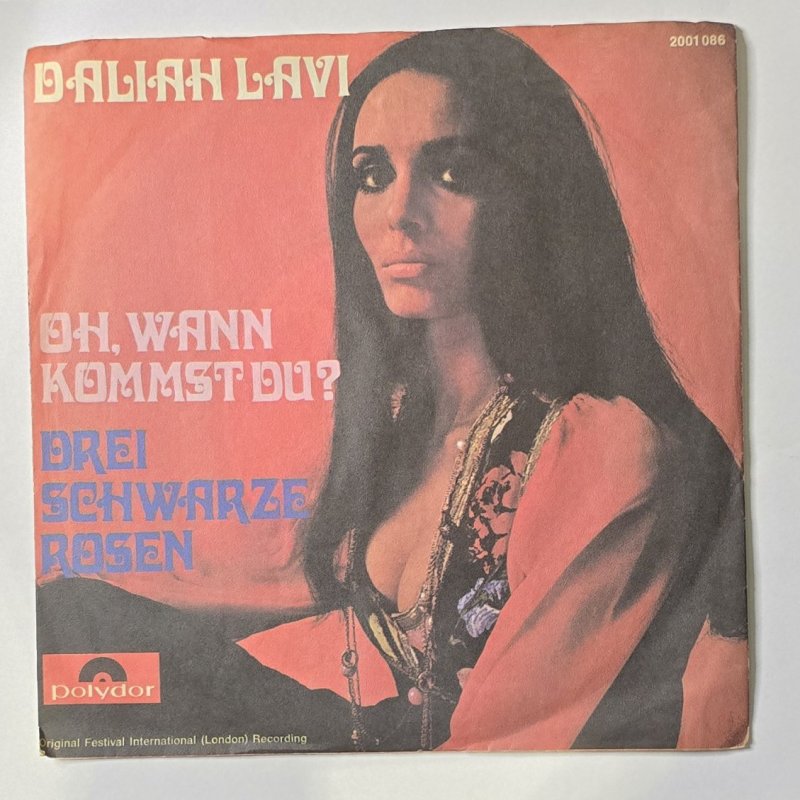 DALIAH LAVI
2001 086
OH, WANN
KOMMST DU?
DREI
SCHWARZE
ROSEN
polydor
Original Festival International (London) Recording